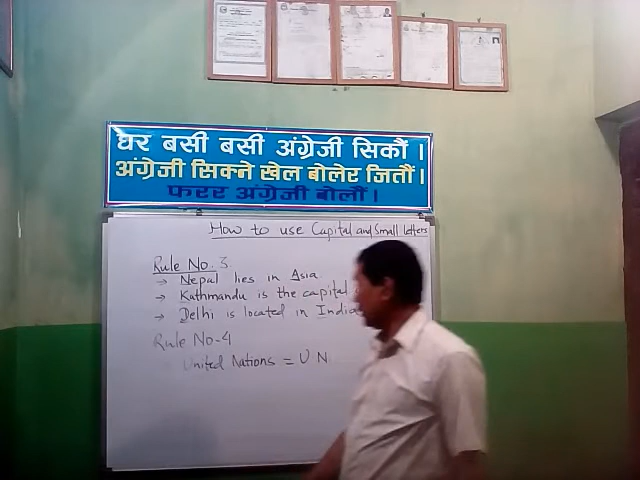 घर बसी बसी अंग्रेजी सिकौं ।
अंग्रेजी सिक्ने खेल बोलेर जितौं ।
फरर अंग्रेजी बोलौं ।
How to use Capital and Small letters
Rule No. 3
→ Nepal lies in Asia
→ Kathmandu is the capital
→ Delhi is located in India
Rule No-4
United Nations = U N